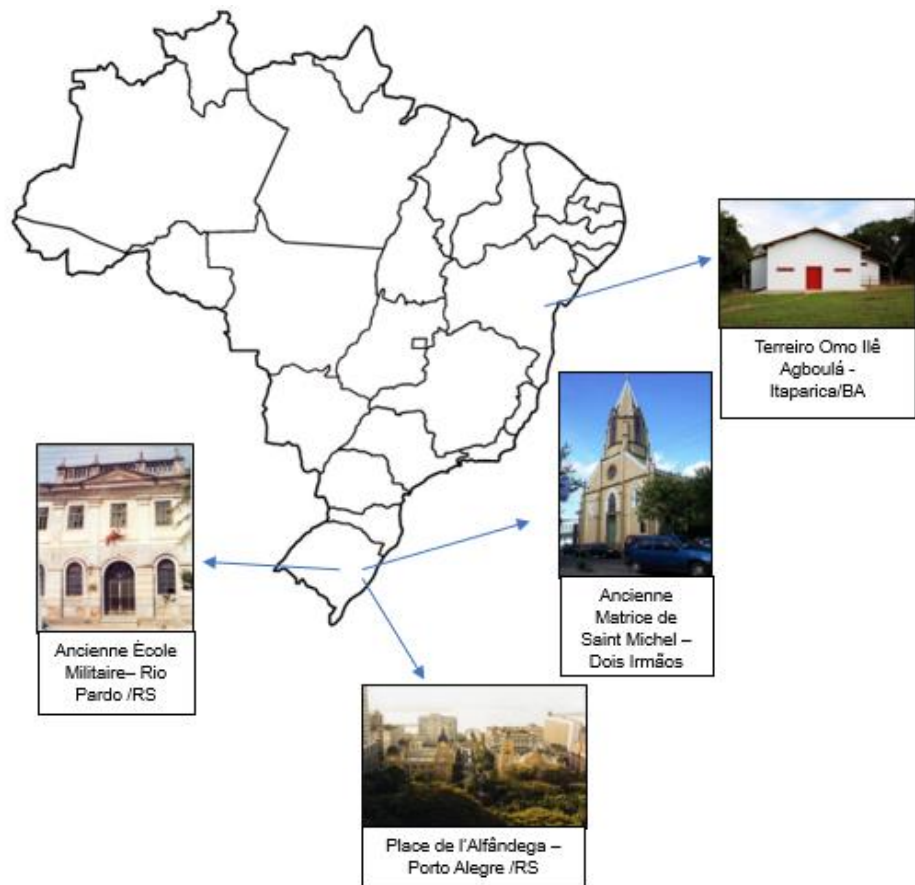 Terreiro Omo Ilê
Agboulá -
Itaparica/BA
Ancienne École
Militaire– Rio
Pardo /RS
Ancienne
Matrice de
Saint Michel –
Dois Irmãos
Place de l'Alfândega –
Porto Alegre /RS